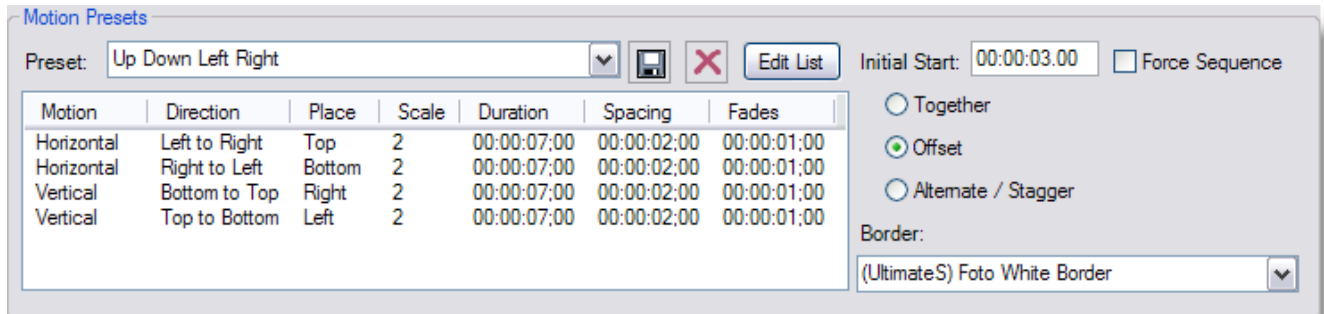 Motion Presets
Preset: Up Down Left Right Edit List Initial Start: 00:00:03.00 Force Sequence
Motion Direction Place Scale Duration Spacing Fades
Horizontal Left to Right Top 2 00:00:07;00 00:00:02;00 00:00:01;00
Horizontal Right to Left Bottom 2 00:00:07;00 00:00:02;00 00:00:01;00
Vertical Bottom to Top Right 2 00:00:07;00 00:00:02;00 00:00:01;00
Vertical Top to Bottom Left 2 00:00:07;00 00:00:02;00 00:00:01;00
Together
Offset
Alternate / Stagger
Border:
(UltimateS) Foto White Border